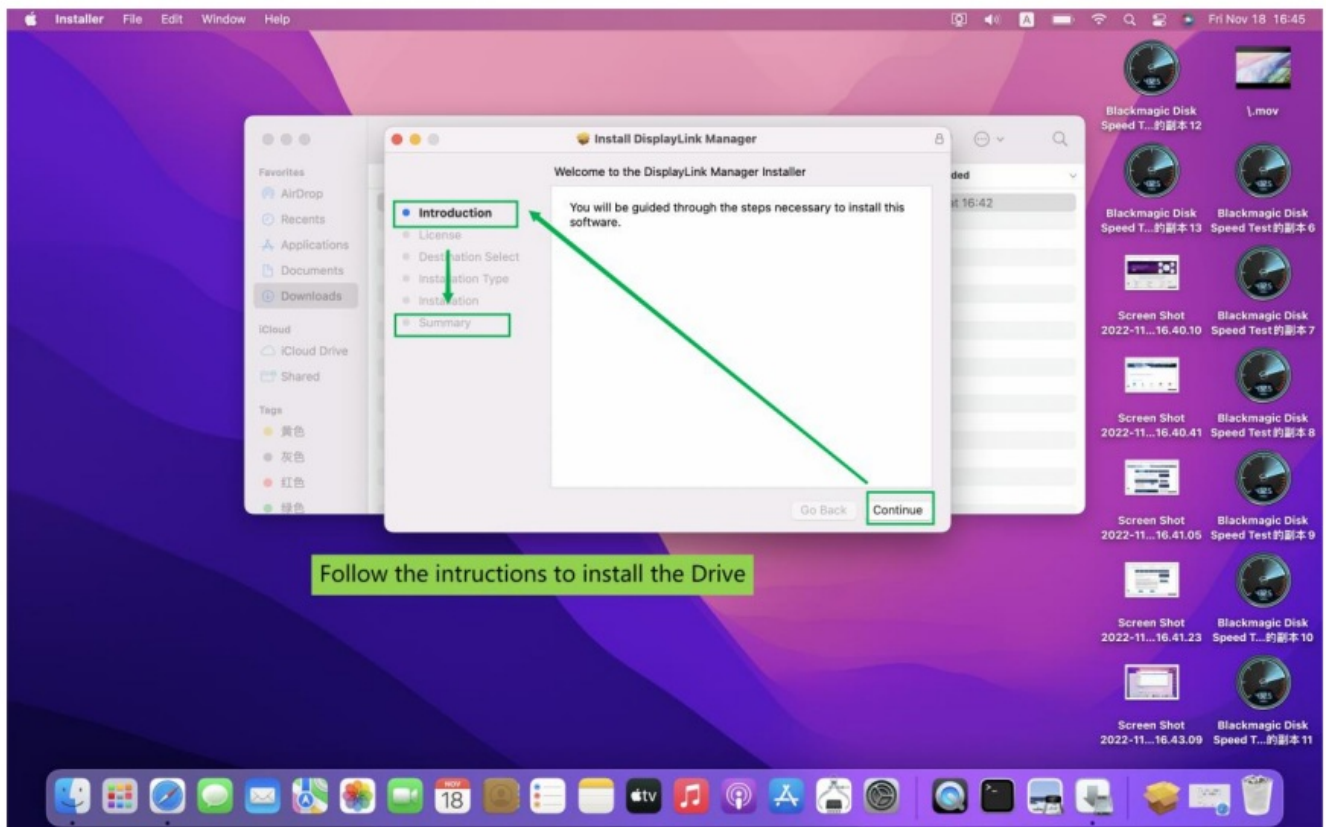 Installer File Edit Window Help
A
Fri Nov 18 16:45
Install DisplayLink Manager
Favorites
AirDrop
Recents
Applications
Documents
Downloads
iCloud
iCloud Drive
Shared
Tags
黄色
灰色
红色
绿色
ded
at 16:42
Welcome to the DisplayLink Manager Installer
Introduction
License
Destination Select
Installation Type
Installation
Summary
You will be guided through the steps necessary to install this
software.
Go Back Continue
Follow the intructions to install the Drive
Blackmagic Disk
Speed T...的副本 12
\.mov
Blackmagic Disk
Speed T...的副本 13
Blackmagic Disk
Speed Test的副本 6
Screen Shot
2022-11...16.40.10
Blackmagic Disk
Speed Test的副本 7
Screen Shot
2022-11...16.40.41
Blackmagic Disk
Speed Test的副本 8
Screen Shot
2022-11...16.41.05
Blackmagic Disk
Speed Test的副本 9
Screen Shot
2022-11...16.41.23
Blackmagic Disk
Speed T...的副本 10
Screen Shot
2022-11...16.43.09
Blackmagic Disk
Speed T...的副本 11
NOV
18
tv